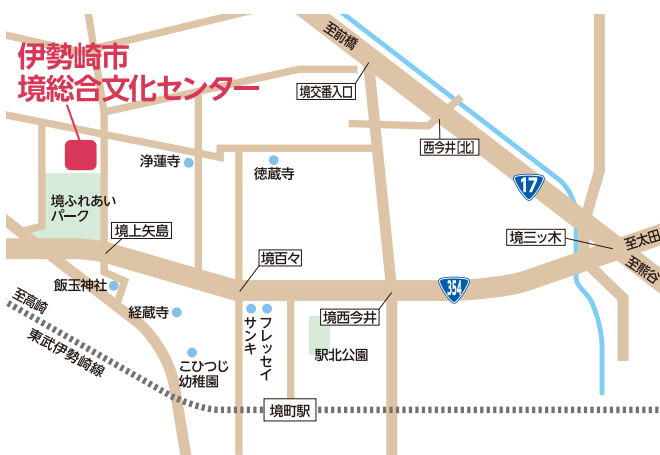 至前橋
伊勢崎市
境総合文化センター
境交番入口
西今井[北]
浄蓮寺
徳蔵寺
17
境ふれあい
パーク
境上矢島
境三ッ木
至太田
境百々
至熊谷
飯玉神社
354
至高崎
経蔵寺
サンキ
フレッセイ
境西今井
東武伊勢崎線
駅北公園
こひつじ
幼稚園
境町駅